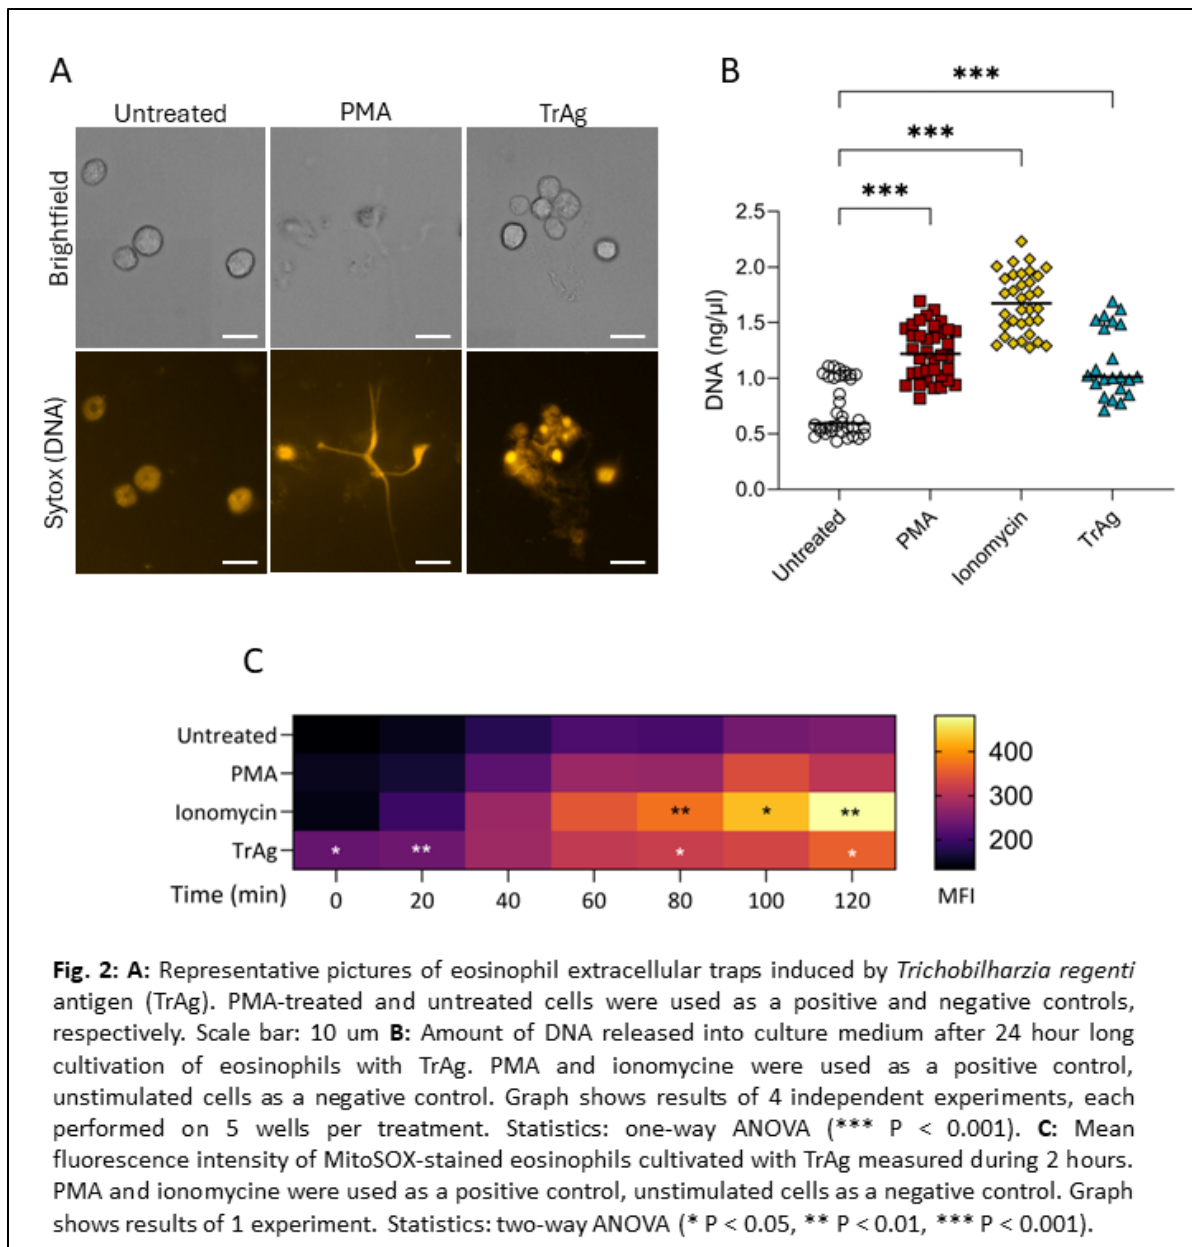 A
Untreated
PMA
TrAg
Brightfield
Sytox (DNA)
B
***
***
***
DNA (ng/µl)
2.5
2.0
1.5
1.0
0.5
0.0
Untreated
PMA
Ionomycin
TrAg
C
Untreated
PMA
Ionomycin
** * **
TrAg
* ** * *
Time (min)
0 20 40 60 80 100 120
400
300
200
MFI
Fig. 2: A: Representative pictures of eosinophil extracellular traps induced by Trichobilharzia regenti
antigen (TrAg). PMA-treated and untreated cells were used as a positive and negative controls,
respectively. Scale bar: 10 um B: Amount of DNA released into culture medium after 24 hour long
cultivation of eosinophils with TrAg. PMA and ionomycine were used as a positive control,
unstimulated cells as a negative control. Graph shows results of 4 independent experiments, each
performed on 5 wells per treatment. Statistics: one-way ANOVA (*** P < 0.001). C: Mean
fluorescence intensity of MitoSOX-stained eosinophils cultivated with TrAg measured during 2 hours.
PMA and ionomycine were used as a positive control, unstimulated cells as a negative control. Graph
shows results of 1 experiment. Statistics: two-way ANOVA (* P < 0.05, ** P < 0.01, *** P < 0.001).